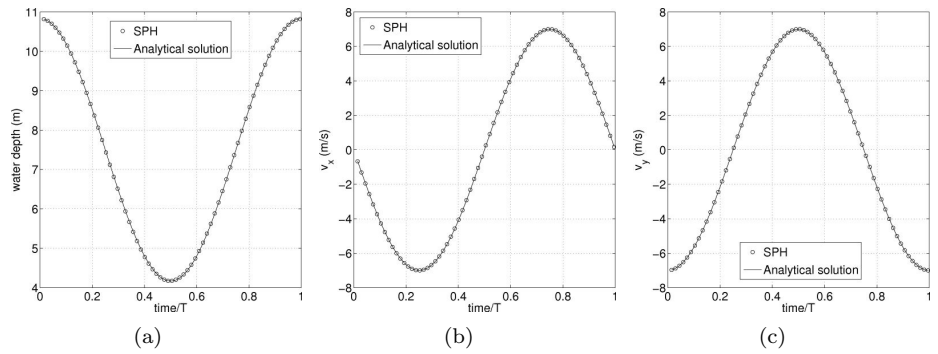 11
10
9
8
7
6
5
4
water depth (m)
SPH
Analytical solution
0
0.2
0.4
0.6
0.8
1
time/T
(a)
8
6
4
2
0
−2
−4
−6
−8
v_x (m/s)
SPH
Analytical solution
0
0.2
0.4
0.6
0.8
1
time/T
(b)
8
6
4
2
0
−2
−4
−6
−8
v_y (m/s)
SPH
Analytical solution
0
0.2
0.4
0.6
0.8
1
time/T
(c)